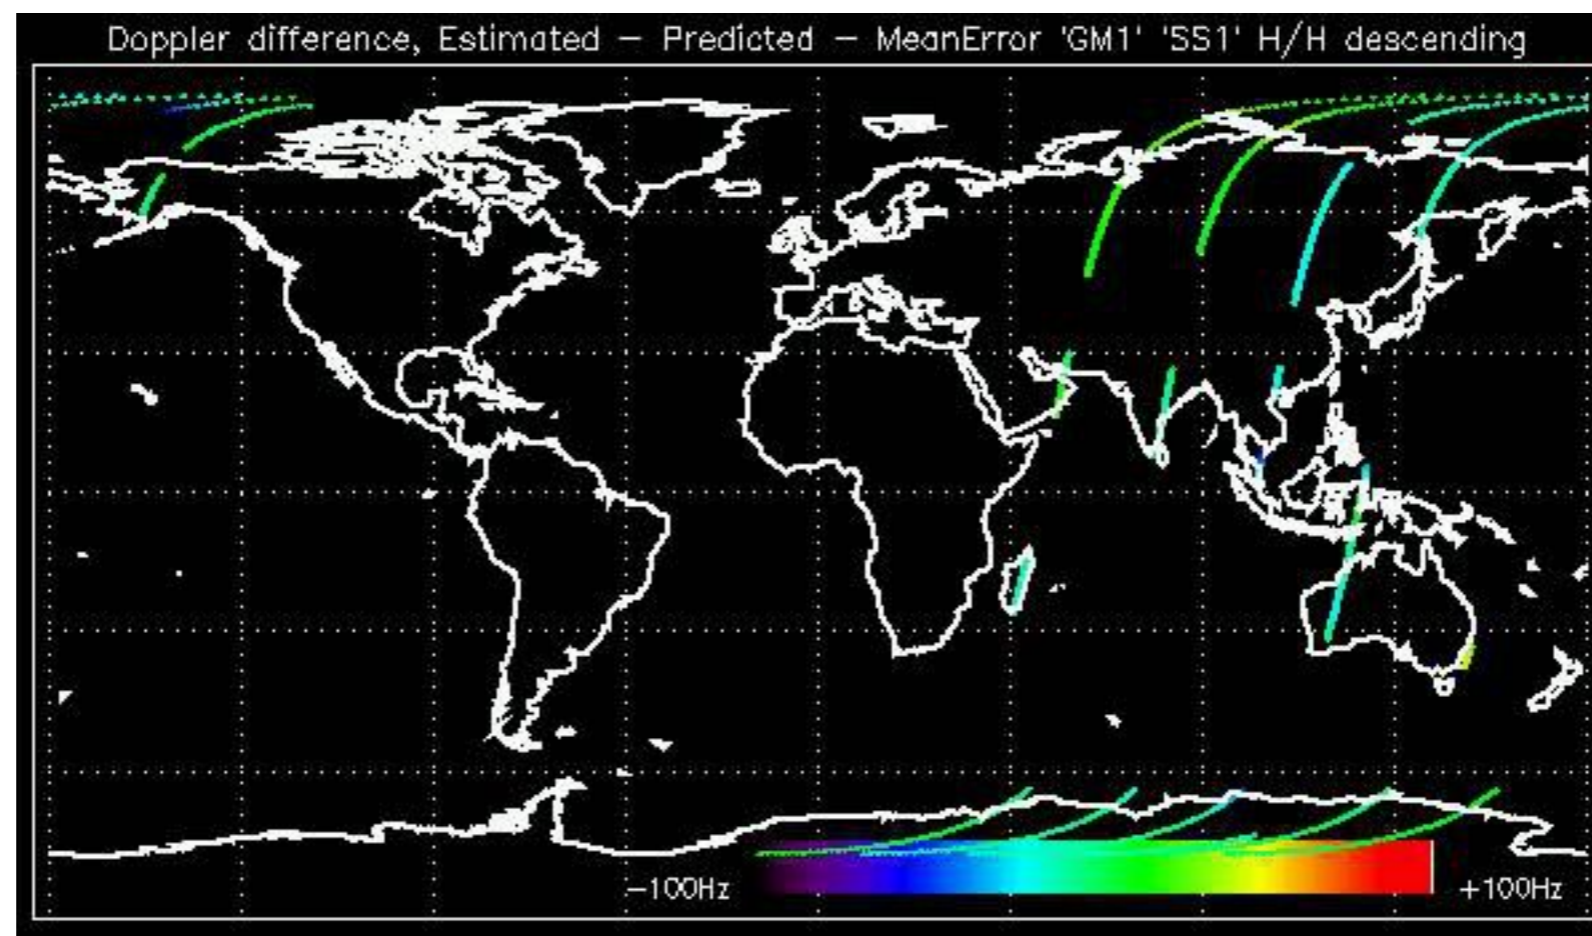 Doppler difference, Estimated − Predicted − MeanError 'GM1' 'SS1' H/H descending
−100Hz
+100Hz